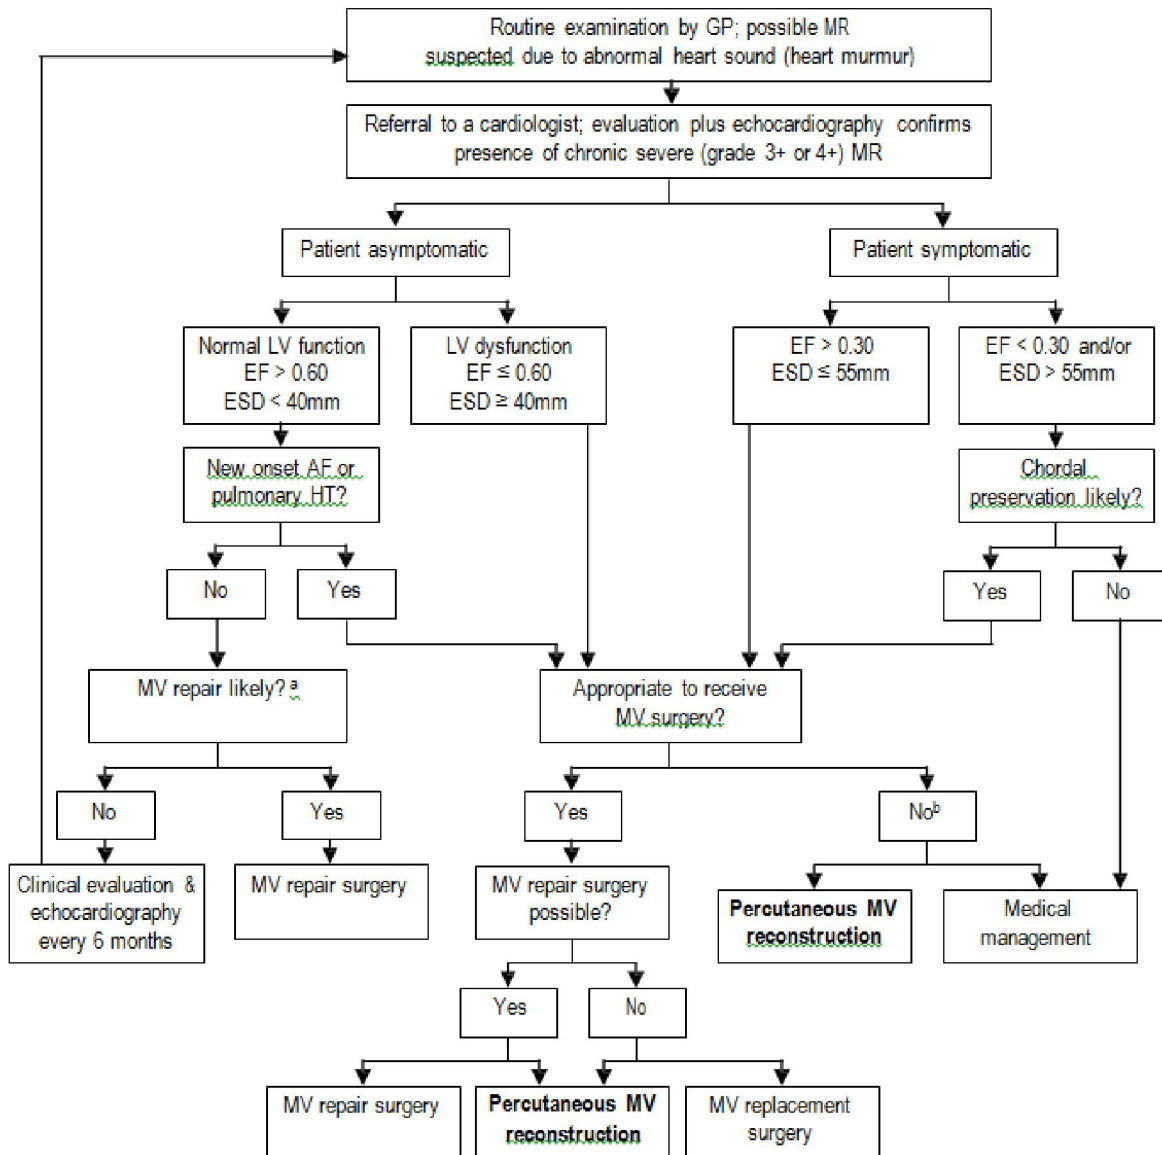 Routine examination by GP; possible MR
suspected due to abnormal heart sound (heart murmur)
Referral to a cardiologist; evaluation plus echocardiography confirms
presence of chronic severe (grade 3+ or 4+) MR
Patient asymptomatic
Patient symptomatic
Normal LV function
EF > 0.60
ESD < 40mm
LV dysfunction
EF ≤ 0.60
ESD ≥ 40mm
EF > 0.30
ESD ≤ 55mm
EF < 0.30 and/or
ESD > 55mm
New onset AF or
pulmonary HT?
Chordal
preservation likely?
No
Yes
Yes
No
MV repair likely? a
Appropriate to receive
MV surgery?
No
Yes
Yes
No b
Clinical evaluation &
echocardiography
every 6 months
MV repair surgery
MV repair surgery
possible?
Percutaneous MV
reconstruction
Medical
management
Yes
No
MV repair surgery
Percutaneous MV
reconstruction
MV replacement
surgery